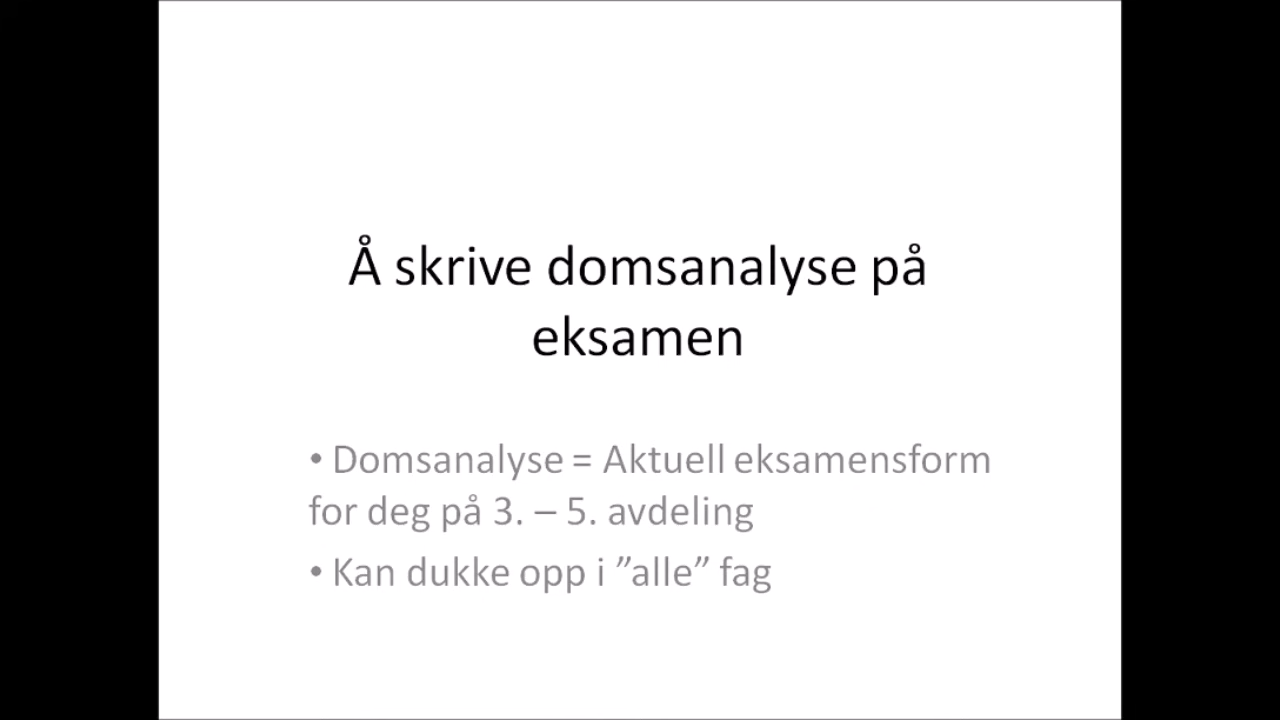 Å skrive domsanalyse på
eksamen
• Domsanalyse = Aktuell eksamensform
for deg på 3. – 5. avdeling
• Kan dukke opp i ”alle” fag